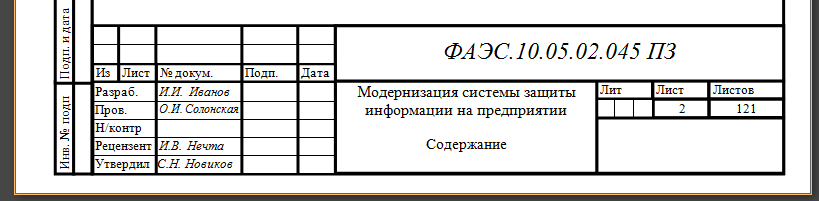 Подп. и дата
Инв. № подп
ФАЭС.10.05.02.045 ПЗ
Из Лист № докум. Подп. Дата
Разраб. И.И. Иванов
Пров. О.И. Солонская
Н/контр
Рецензент И.В. Нечта
Утвердил С.Н. Новиков
Модернизация системы защиты
информации на предприятии
Содержание
Лит Лист Листов
2 121